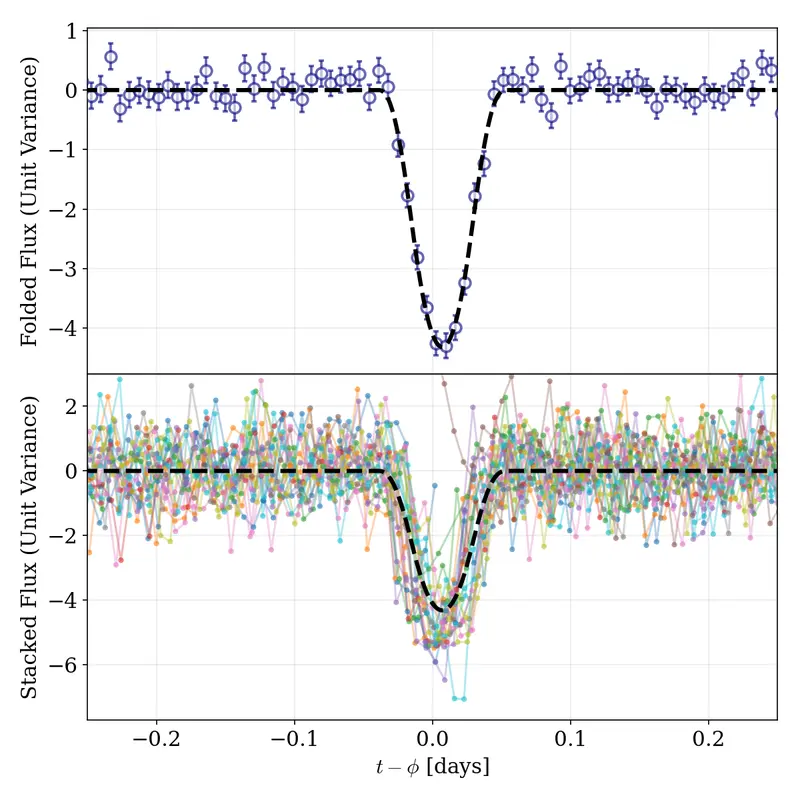 Folded Flux (Unit Variance)
1
0
−1
−2
−3
−4
Stacked Flux (Unit Variance)
2
0
−2
−4
−6
−0.2 −0.1 0.0 0.1 0.2
t − ϕ [days]